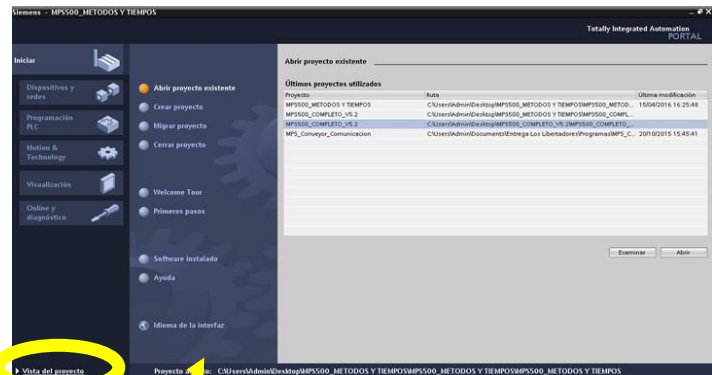 Siemens - MPS500_METODOS Y TIEMPOS
Totally Integrated Automation
PORTAL
Iniciar
Dispositivos y
redes
Programación
PLC
Motion &
Technology
Visualización
Online y
diagnóstico
Vista del proyecto
Abrir proyecto existente
Crear proyecto
Migrar proyecto
Cerrar proyecto
Welcome Tour
Primeros pasos
Software instalado
Ayuda
Idioma de la interfaz
Abrir proyecto existente
Últimos proyectos utilizados
Proyecto Ruta Última modificación
MPS500_METODOS Y TIEMPOS C:\Users\Admin\Desktop\MPS500_METODOS Y TIEMPOS\MPS500_METOD... 15/04/2016 16:25:48
MPS500_COMPLETO_V5.2 C:\Users\Admin\Desktop\MPS500_METODOS Y TIEMPOS\MPS500_COMPL...
MPS500_COMPLETO_V5.2 C:\Users\Admin\Desktop\MPS500_COMPLETO_V5.2\MPS500_COMPLETO_...
MPS_Conveyor_Comunicacion C:\Users\Admin\Documents\Entrega Los Libertadores\Programas\MPS_C... 20/10/2015 15:45:41
Examinar Abrir
Proyecto C:\Users\Admin\Desktop\MPS500_METODOS Y TIEMPOS\MPS500_METODOS Y TIEMPOS\MPS500_METODOS Y TIEMPOS